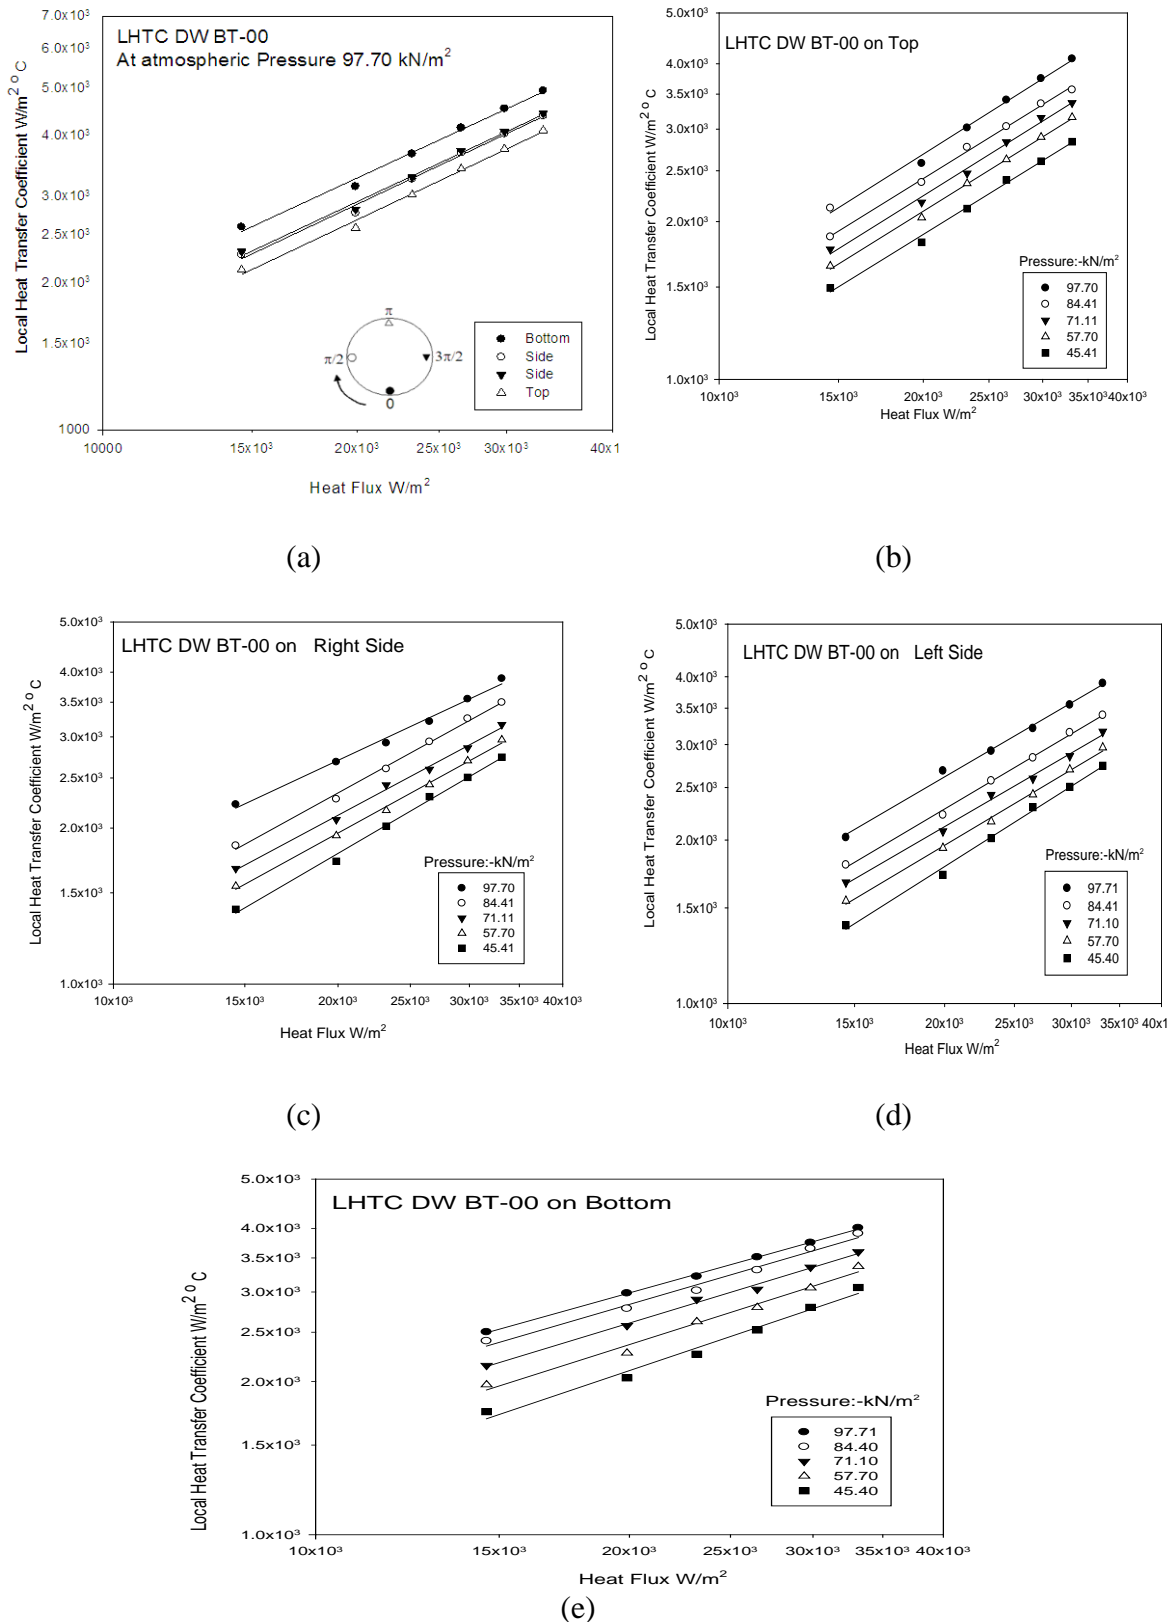 LHTC DW BT-00
At atmospheric Pressure 97.70 kN/m²
Local Heat Transfer Coefficient W/m² ° C
7.0x10³
6.0x10³
5.0x10³
4.0x10³
3.0x10³
2.5x10³
2.0x10³
1.5x10³
1000
π
π/2
3π/2
0
Bottom
Side
Side
Top
10000
15x10³
20x10³
25x10³
30x10³
40x1
Heat Flux W/m²
(a)
LHTC DW BT-00 on Top
Local Heat Transfer Coefficient W/m² ° C
5.0x10³
4.0x10³
3.5x10³
3.0x10³
2.5x10³
2.0x10³
1.5x10³
1.0x10³
Pressure:-kN/m²
97.70
84.41
71.11
57.70
45.41
10x10³
15x10³
20x10³
25x10³
30x10³
35x10³
40x10³
Heat Flux W/m²
(b)
LHTC DW BT-00 on Right Side
Local Heat Transfer Coefficient W/m² ° C
5.0x10³
4.0x10³
3.5x10³
3.0x10³
2.5x10³
2.0x10³
1.5x10³
1.0x10³
Pressure:-kN/m²
97.70
84.41
71.11
57.70
45.41
10x10³
15x10³
20x10³
25x10³
30x10³
35x10³
40x10³
Heat Flux W/m²
(c)
LHTC DW BT-00 on Left Side
Local Heat Transfer Coefficient W/m² ° C
5.0x10³
4.0x10³
3.5x10³
3.0x10³
2.5x10³
2.0x10³
1.5x10³
1.0x10³
Pressure:-kN/m²
97.71
84.41
71.10
57.70
45.40
10x10³
15x10³
20x10³
25x10³
30x10³
35x10³
40x1
Heat Flux W/m²
(d)
LHTC DW BT-00 on Bottom
Local Heat Transfer Coefficient W/m² ° C
5.0x10³
4.0x10³
3.5x10³
3.0x10³
2.5x10³
2.0x10³
1.5x10³
1.0x10³
Pressure:-kN/m²
97.71
84.40
71.10
57.70
45.40
10x10³
15x10³
20x10³
25x10³
30x10³
35x10³
40x10³
Heat Flux W/m²
(e)